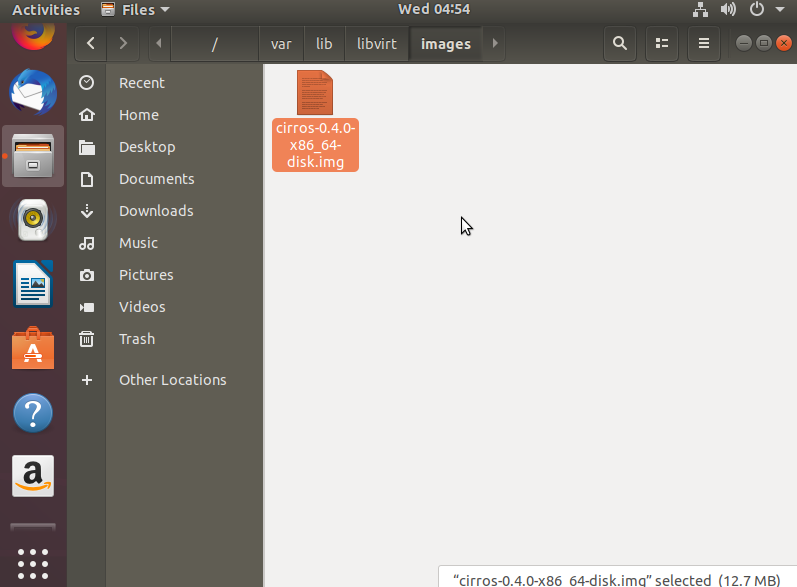 Activities
Files
Wed 04:54
/
var
lib
libvirt
images
Recent
Home
Desktop
Documents
Downloads
Music
Pictures
Videos
Trash
Other Locations
cirros-0.4.0-
x86_64-
disk.img
?
a
"cirros-0.4.0-x86_64-disk.img" selected (12.7 MB)